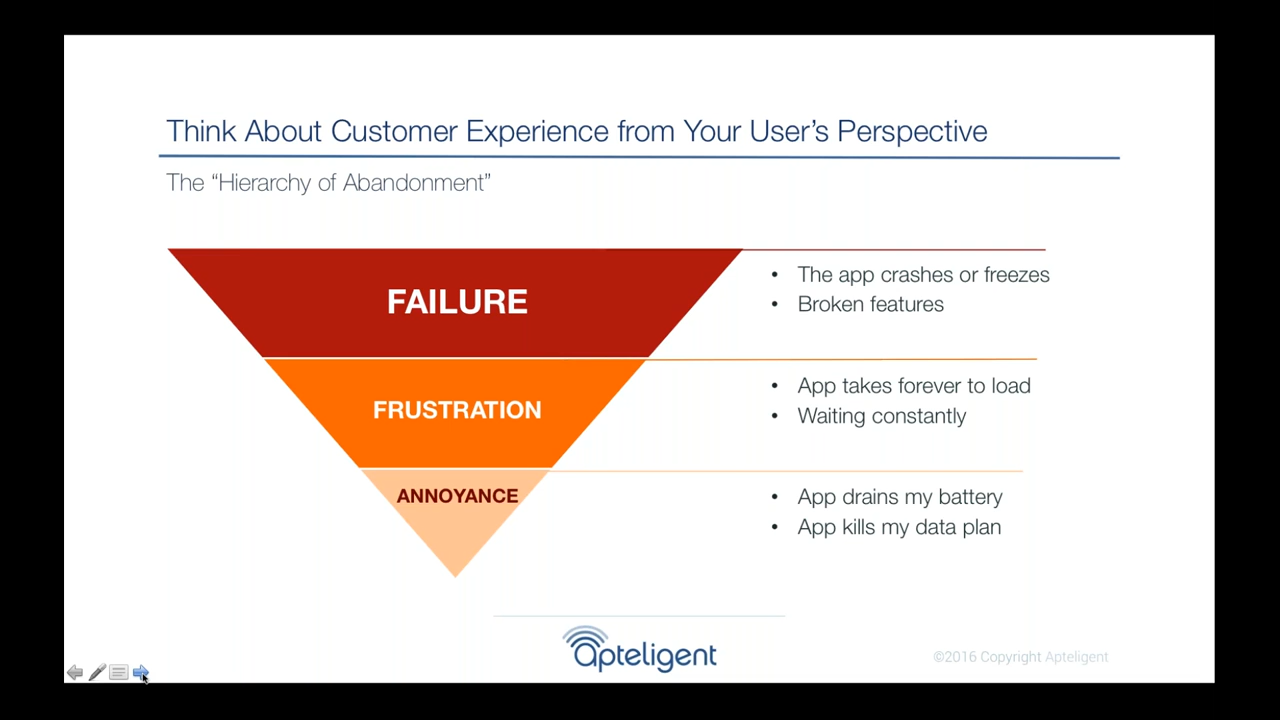 Think About Customer Experience from Your User's Perspective
The “Hierarchy of Abandonment”
FAILURE
• The app crashes or freezes
• Broken features
FRUSTRATION
• App takes forever to load
• Waiting constantly
ANNOYANCE
• App drains my battery
• App kills my data plan
apteligent
©2016 Copyright Apteligent